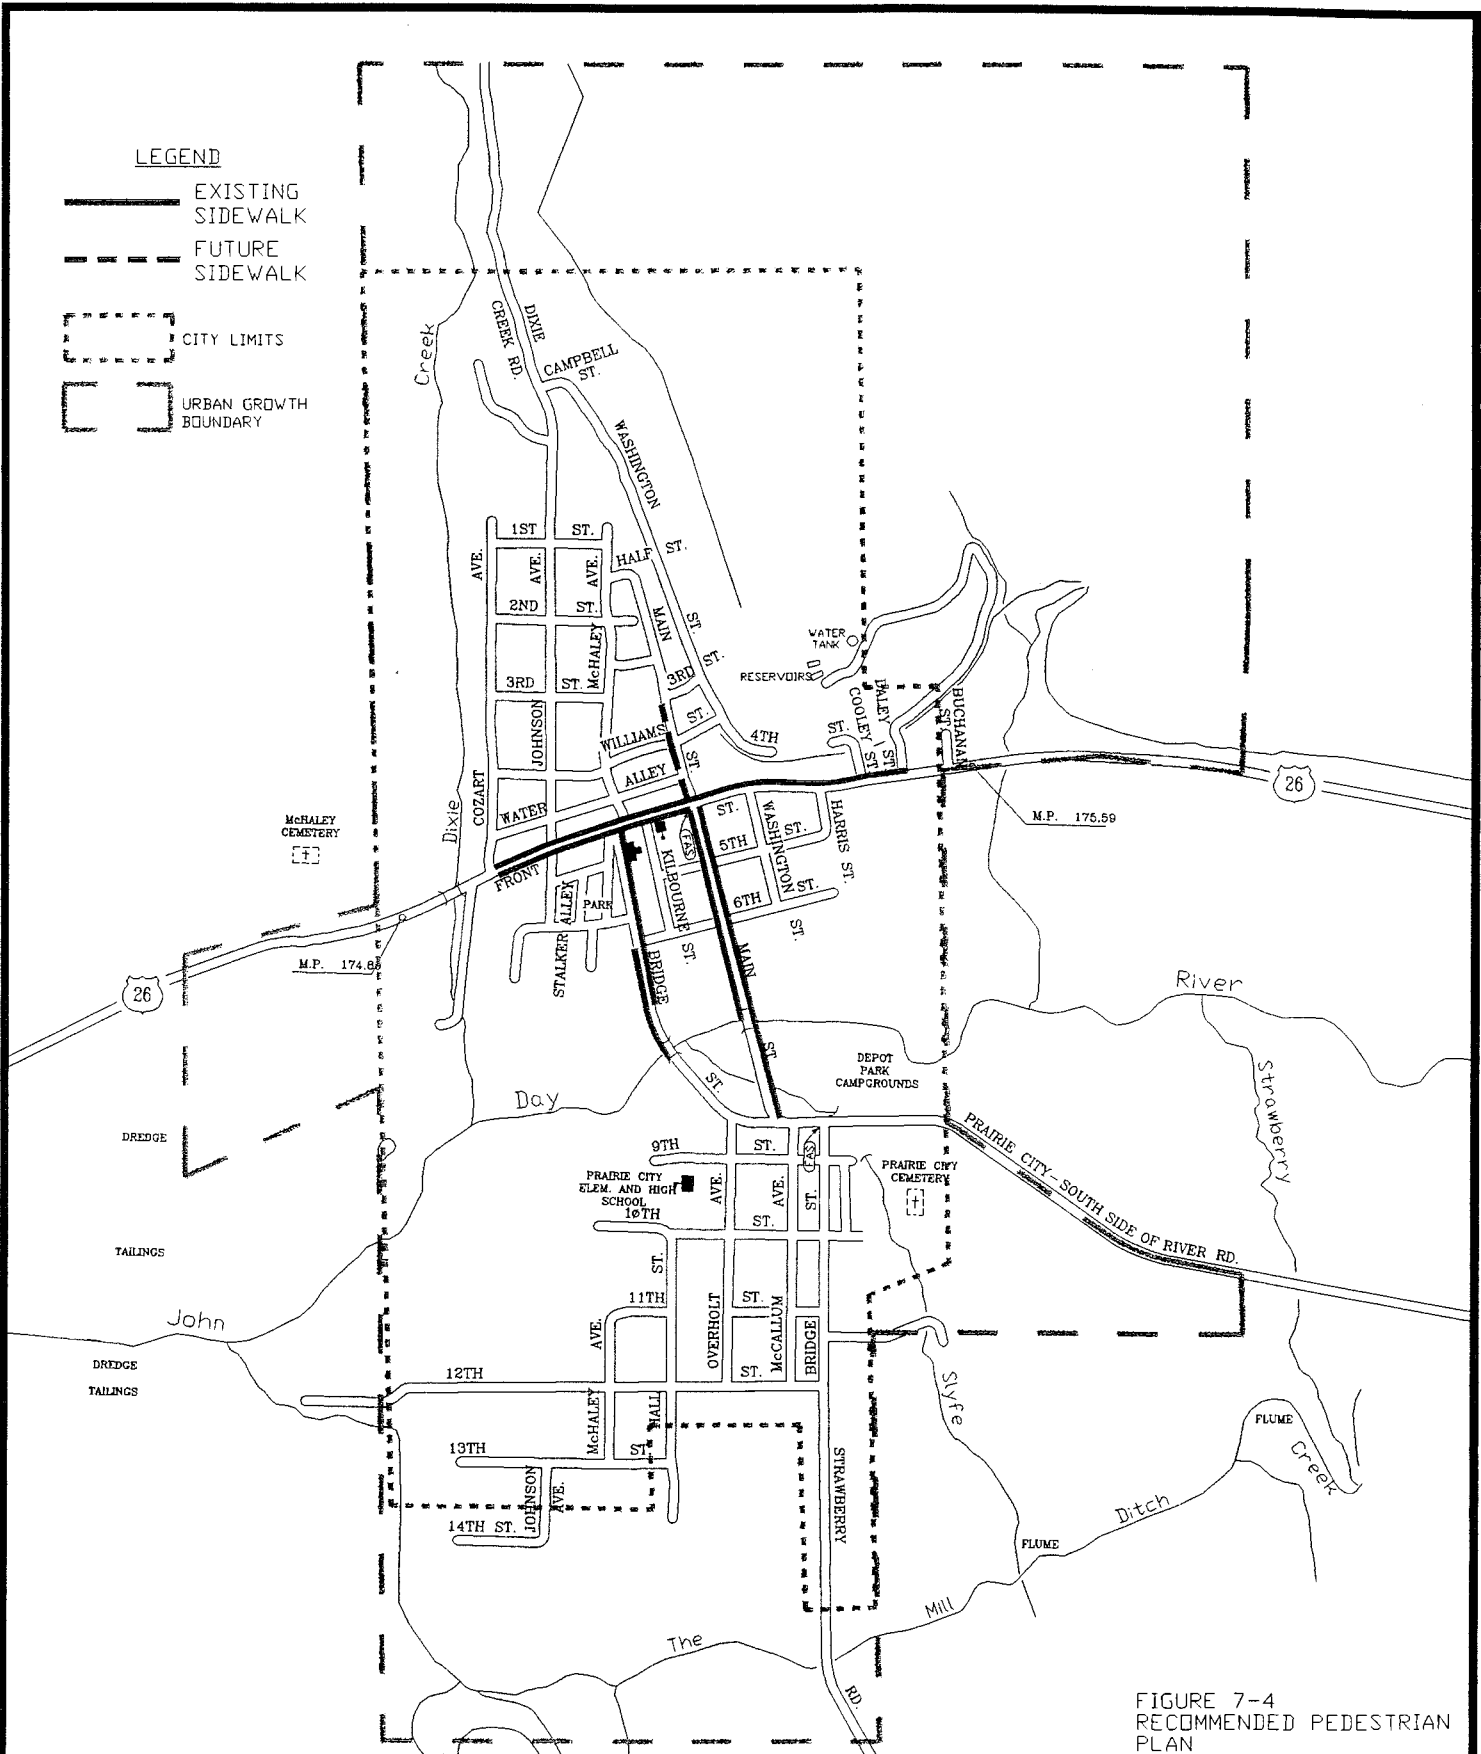 LEGEND
EXISTING
SIDEWALK
FUTURE
SIDEWALK
CITY LIMITS
URBAN GROWTH
BOUNDARY
Creek
DIXIE
CREEK RD.
CAMPBELL
ST.
WASHINGTON
ST.
1ST ST.
HALF ST.
AVE.
AVE.
AVE.
2ND ST.
MAIN
ST.
McHALEY
WATER
TANK
RESERVOIRS
3RD ST.
3RD ST.
DALEY
ST
COOLEY
ST
BUCHANAN
ST
JOHNSON
WILLIAMS ST.
4TH ST.
ALLEY
COZART
WATER
Dixie
26
M.P. 175.59
McHALEY
CEMETERY
FRONT ST.
FAS
KILBOURNE
ST.
5TH ST.
WASHINGTON
ST.
HARRIS ST.
6TH ST.
PARK
STALKER ALLEY
M.P. 174.8
26
BRIDGE
ST.
MAIN
ST.
River
Strawberry
DEPOT
PARK
CAMPGROUNDS
Day
DREDGE
TAILINGS
9TH ST.
FAS
PRAIRIE CITY
ELEM. AND HIGH
SCHOOL
PRAIRIE CITY
CEMETERY
PRAIRIE CITY-SOUTH SIDE OF RIVER RD.
AVE.
AVE.
ST.
10TH ST.
ST.
11TH ST.
John
DREDGE
TAILINGS
AVE.
OVERHOLT
McCALLUM
BRIDGE
12TH ST.
Slyfe
McHALEY
HALL
13TH ST.
FLUME
Creek
JOHNSON
AVE.
14TH ST.
STRAWBERRY
RD.
Ditch
FLUME
Mill
The
FIGURE 7-4
RECOMMENDED PEDESTRIAN
PLAN